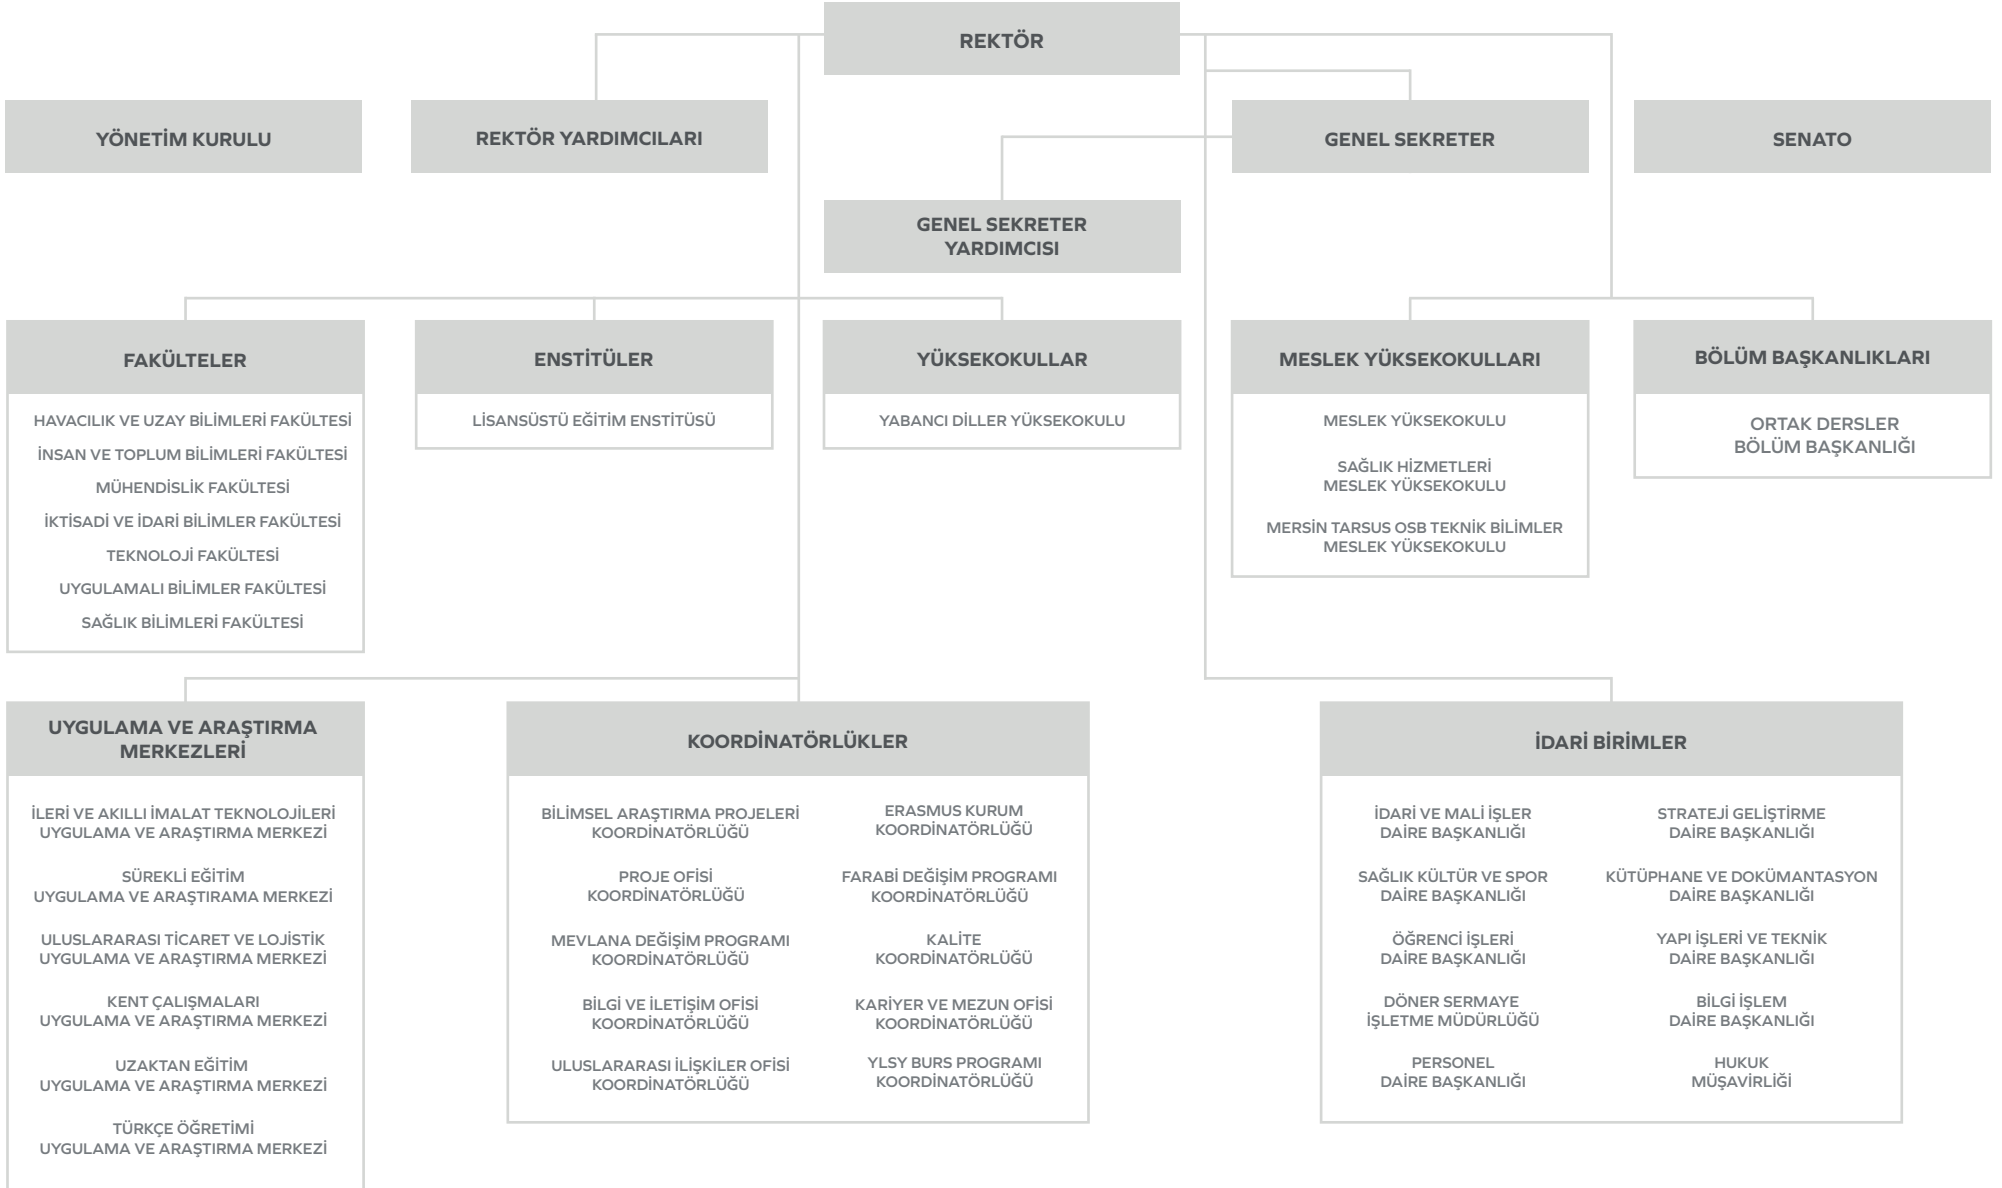 REKTÖR
YÖNETİM KURULU
REKTÖR YARDIMCILARI
GENEL SEKRETER
SENATO
GENEL SEKRETER
YARDIMCISI
FAKÜLTELER
HAVACILIK VE UZAY BİLİMLERİ FAKÜLTESİ
İNSAN VE TOPLUM BİLİMLERİ FAKÜLTESİ
MÜHENDİSLİK FAKÜLTESİ
İKTİSADİ VE İDARİ BİLİMLER FAKÜLTESİ
TEKNOLOJİ FAKÜLTESİ
UYGULAMALI BİLİMLER FAKÜLTESİ
SAĞLIK BİLİMLERİ FAKÜLTESİ
ENSTİTÜLER
LİSANSÜSTÜ EĞİTİM ENSTİTÜSÜ
YÜKSEKOKULLAR
YABANCI DİLLER YÜKSEKOKULU
MESLEK YÜKSEKOKULLARI
MESLEK YÜKSEKOKULU
SAĞLIK HİZMETLERİ
MESLEK YÜKSEKOKULU
MERSİN TARSUS OSB TEKNİK BİLİMLER
MESLEK YÜKSEKOKULU
BÖLÜM BAŞKANLIKLARI
ORTAK DERSLER
BÖLÜM BAŞKANLIĞI
UYGULAMA VE ARAŞTIRMA
MERKEZLERİ
İLERİ VE AKILLI İMALAT TEKNOLOJİLERİ
UYGULAMA VE ARAŞTIRMA MERKEZİ
SÜREKLİ EĞİTİM
UYGULAMA VE ARAŞTIRAMA MERKEZİ
ULUSLARARASI TİCARET VE LOJİSTİK
UYGULAMA VE ARAŞTIRMA MERKEZİ
KENT ÇALIŞMALARI
UYGULAMA VE ARAŞTIRMA MERKEZİ
UZAKTAN EĞİTİM
UYGULAMA VE ARAŞTIRMA MERKEZİ
TÜRKÇE ÖĞRETİMİ
UYGULAMA VE ARAŞTIRMA MERKEZİ
KOORDİNATÖRLÜKLER
BİLİMSEL ARAŞTIRMA PROJELERİ
KOORDİNATÖRLÜĞÜ
PROJE OFİSİ
KOORDİNATÖRLÜĞÜ
MEVLANA DEĞİŞİM PROGRAMI
KOORDİNATÖRLÜĞÜ
BİLGİ VE İLETİŞİM OFİSİ
KOORDİNATÖRLÜĞÜ
ULUSLARARASI İLİŞKİLER OFİSİ
KOORDİNATÖRLÜĞÜ
ERASMUS KURUM
KOORDİNATÖRLÜĞÜ
FARABİ DEĞİŞİM PROGRAMI
KOORDİNATÖRLÜĞÜ
KALİTE
KOORDİNATÖRLÜĞÜ
KARİYER VE MEZUN OFİSİ
KOORDİNATÖRLÜĞÜ
YLSY BURS PROGRAMI
KOORDİNATÖRLÜĞÜ
İDARİ BİRİMLER
İDARİ VE MALİ İŞLER
DAİRE BAŞKANLIĞI
SAĞLIK KÜLTÜR VE SPOR
DAİRE BAŞKANLIĞI
ÖĞRENCİ İŞLERİ
DAİRE BAŞKANLIĞI
DÖNER SERMAYE
İŞLETME MÜDÜRLÜĞÜ
PERSONEL
DAİRE BAŞKANLIĞI
STRATEJİ GELİŞTİRME
DAİRE BAŞKANLIĞI
KÜTÜPHANE VE DOKÜMANTASYON
DAİRE BAŞKANLIĞI
YAPI İŞLERİ VE TEKNİK
DAİRE BAŞKANLIĞI
BİLGİ İŞLEM
DAİRE BAŞKANLIĞI
HUKUK
MÜŞAVİRLİĞİ